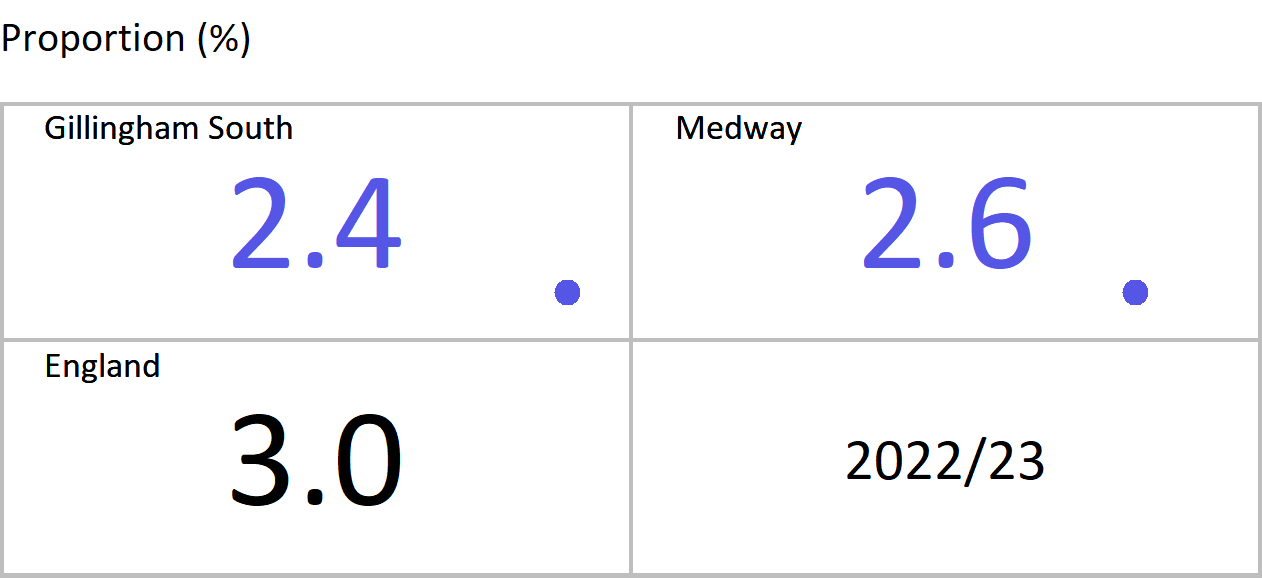 Proportion (%)
Gillingham South
2.4
Medway
2.6
England
3.0
2022/23